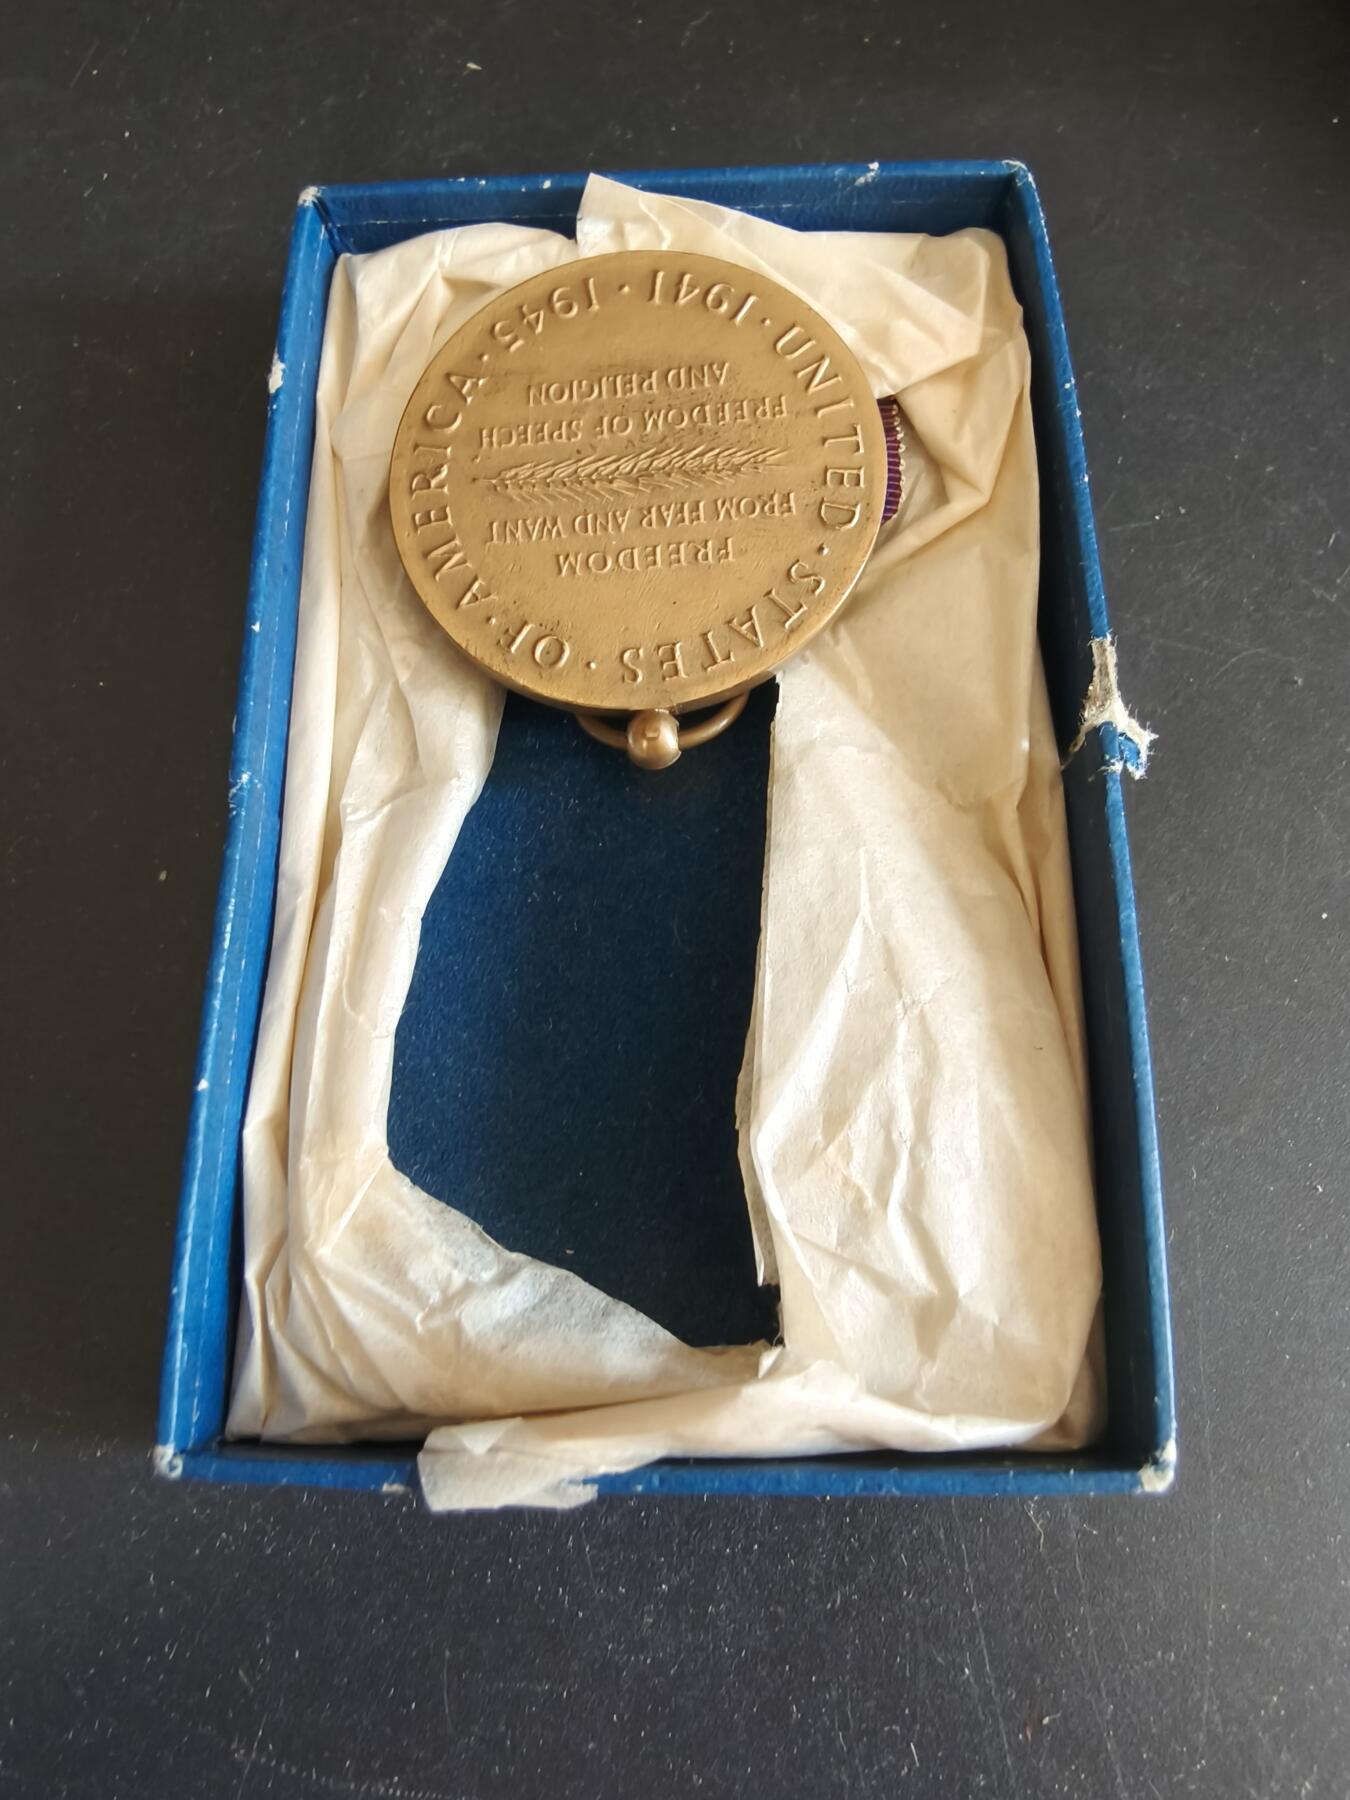 FREEDOM
FROM FEAR AND WANT
FREEDOM OF SPEECH
AND RELIGION
UNITED · STATES · OF · AMERICA · 1945 · 1941 ·